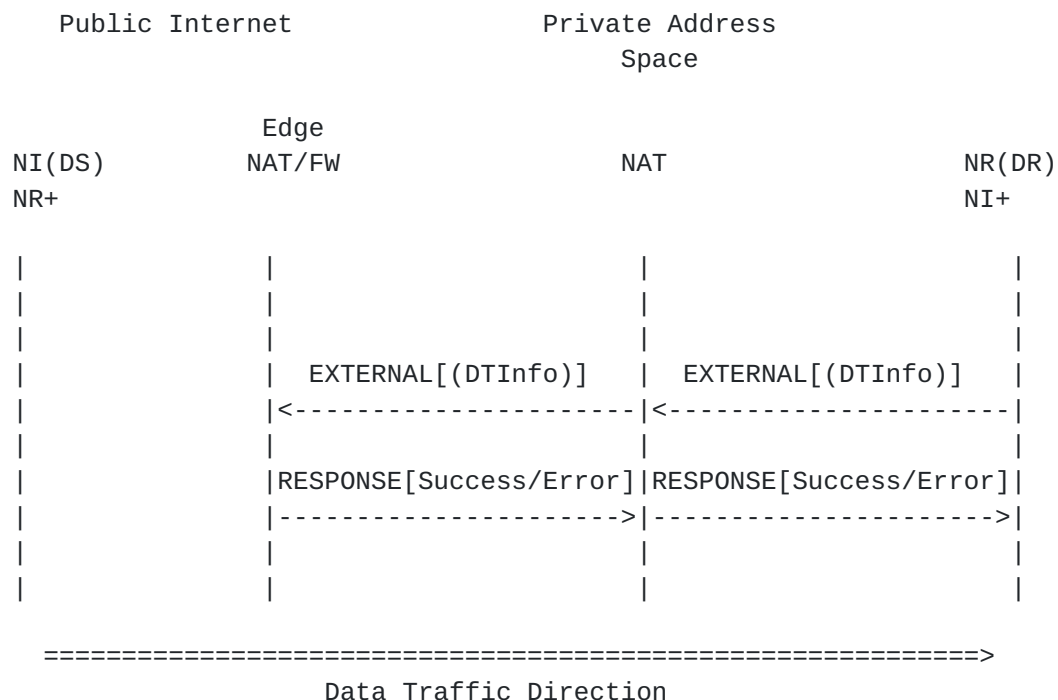 Public Internet                Private Address
                                    Space
             Edge
NI(DS)         NAT/FW                  NAT                   NR(DR)
NR+                                                          NI+
|               |                       |                       |
|               |                       |                       |
|               |                       |                       |
|               |  EXTERNAL[(DTInfo)]   |  EXTERNAL[(DTInfo)]   |
|               |<----------------------|<----------------------|
|               |                       |                       |
|               |RESPONSE[Success/Error]|RESPONSE[Success/Error]|
|               |---------------------->|---------------------->|
|               |                       |                       |
|               |                       |                       |
============================================================>
Data Traffic Direction